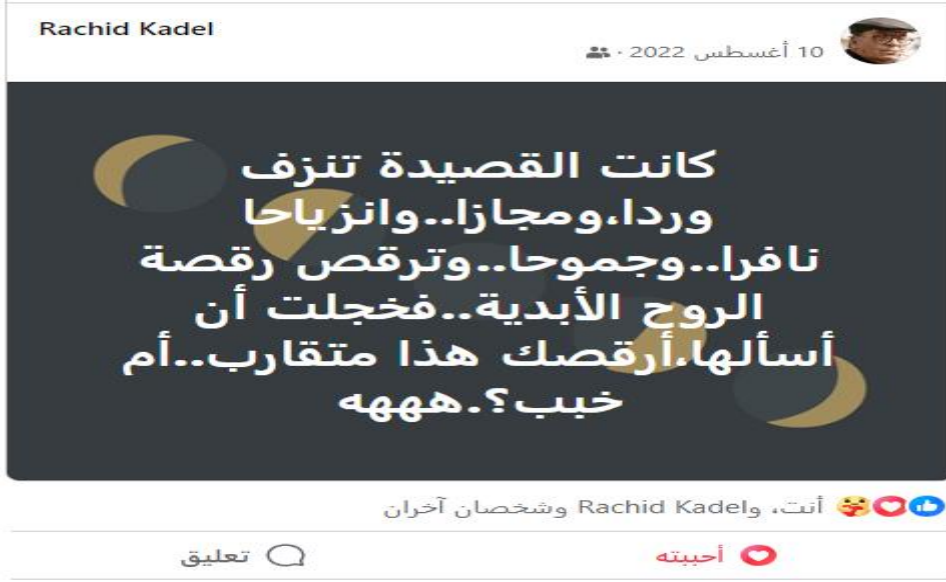 Rachid Kadel
10 أغسطس 2022 ·
كانت القصيدة تنزف
وردا،ومجازا..وانزياحا
نافرا..وجموحا..وترقص رقصة
الروح الأبدية..فخجلت أن
أسألها،أرقصك هذا متقارب..أم
خبب؟.هههه
أنت، وRachid Kadel وشخصان آخران
أحببته
تعليق